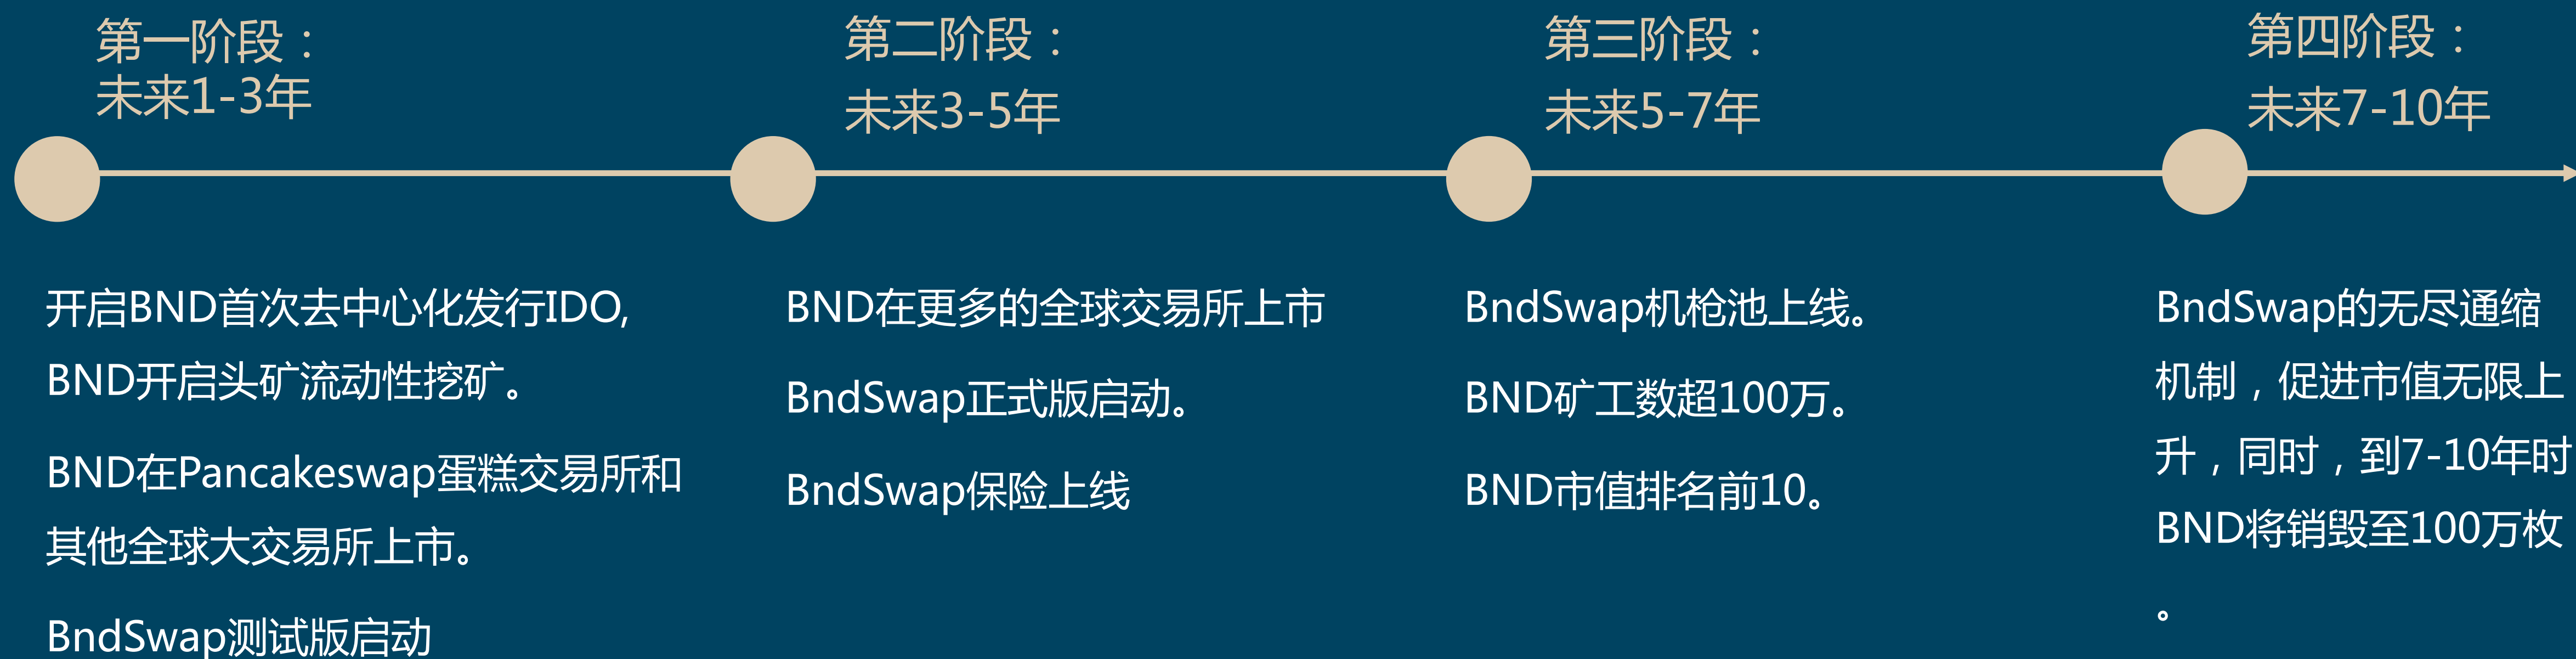 第一阶段：
未来1-3年
开启BND首次去中心化发行IDO,
BND开启头矿流动性挖矿。
BND在Pancakeswap蛋糕交易所和
其他全球大交易所上市。
BndSwap测试版启动
第二阶段：
未来3-5年
BND在更多的全球交易所上市
BndSwap正式版启动。
BndSwap保险上线
第三阶段：
未来5-7年
BndSwap机枪池上线。
BND矿工数超100万。
BND市值排名前10。
第四阶段：
未来7-10年
BndSwap的无尽通缩
机制，促进市值无限上
升，同时，到7-10年时
BND将销毁至100万枚
。